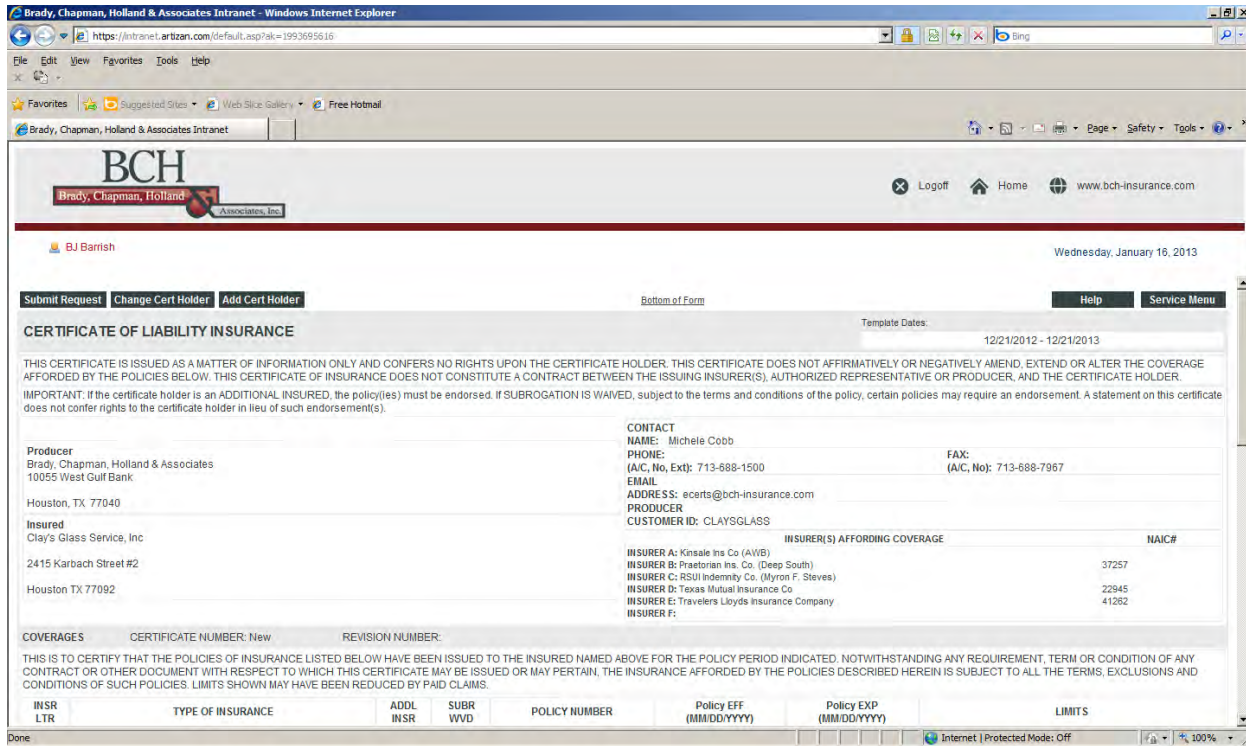 Brady, Chapman, Holland & Associates Intranet - Windows Internet Explorer
https://intranet.artizan.com/default.asp?ak=1993695616
Bing
File Edit View Favorites Tools Help
Favorites Suggested Sites Web Slice Gallery Free Hotmail
Brady, Chapman, Holland & Associates Intranet
Page Safety Tools
BCH
Brady, Chapman, Holland
Associates, Inc.
Logoff Home www.bch-insurance.com
BJ Barrish
Wednesday, January 16, 2013
Submit Request Change Cert Holder Add Cert Holder Bottom of Form Help Service Menu
CERTIFICATE OF LIABILITY INSURANCE
Template Dates:
12/21/2012 - 12/21/2013
THIS CERTIFICATE IS ISSUED AS A MATTER OF INFORMATION ONLY AND CONFERS NO RIGHTS UPON THE CERTIFICATE HOLDER. THIS CERTIFICATE DOES NOT AFFIRMATIVELY OR NEGATIVELY AMEND, EXTEND OR ALTER THE COVERAGE
AFFORDED BY THE POLICIES BELOW. THIS CERTIFICATE OF INSURANCE DOES NOT CONSTITUTE A CONTRACT BETWEEN THE ISSUING INSURER(S), AUTHORIZED REPRESENTATIVE OR PRODUCER, AND THE CERTIFICATE HOLDER.
IMPORTANT: If the certificate holder is an ADDITIONAL INSURED, the policy(ies) must be endorsed. If SUBROGATION IS WAIVED, subject to the terms and conditions of the policy, certain policies may require an endorsement. A statement on this certificate
does not confer rights to the certificate holder in lieu of such endorsement(s).
Producer
Brady, Chapman, Holland & Associates
10055 West Gulf Bank
Houston, TX 77040
Insured
Clay's Glass Service, Inc
2415 Karbach Street #2
Houston TX 77092
CONTACT
NAME: Michele Cobb
PHONE:
(A/C, No, Ext): 713-688-1500
FAX:
(A/C, No): 713-688-7967
EMAIL
ADDRESS: ecerts@bch-insurance.com
PRODUCER
CUSTOMER ID: CLAYSGLASS
INSURER(S) AFFORDING COVERAGE NAIC#
INSURER A: Kinsale Ins Co (AWB)
INSURER B: Praetorian Ins. Co. (Deep South) 37257
INSURER C: RSUI Indemnity Co. (Myron F. Steves)
INSURER D: Texas Mutual Insurance Co 22945
INSURER E: Travelers Lloyds Insurance Company 41262
INSURER F:
COVERAGES CERTIFICATE NUMBER: New REVISION NUMBER:
THIS IS TO CERTIFY THAT THE POLICIES OF INSURANCE LISTED BELOW HAVE BEEN ISSUED TO THE INSURED NAMED ABOVE FOR THE POLICY PERIOD INDICATED. NOTWITHSTANDING ANY REQUIREMENT, TERM OR CONDITION OF ANY
CONTRACT OR OTHER DOCUMENT WITH RESPECT TO WHICH THIS CERTIFICATE MAY BE ISSUED OR MAY PERTAIN, THE INSURANCE AFFORDED BY THE POLICIES DESCRIBED HEREIN IS SUBJECT TO ALL THE TERMS, EXCLUSIONS AND
CONDITIONS OF SUCH POLICIES. LIMITS SHOWN MAY HAVE BEEN REDUCED BY PAID CLAIMS.
INSR LTR TYPE OF INSURANCE ADDL INSR SUBR WVD POLICY NUMBER Policy EFF (MM/DD/YYYY) Policy EXP (MM/DD/YYYY) LIMITS
Done Internet | Protected Mode: Off 100%